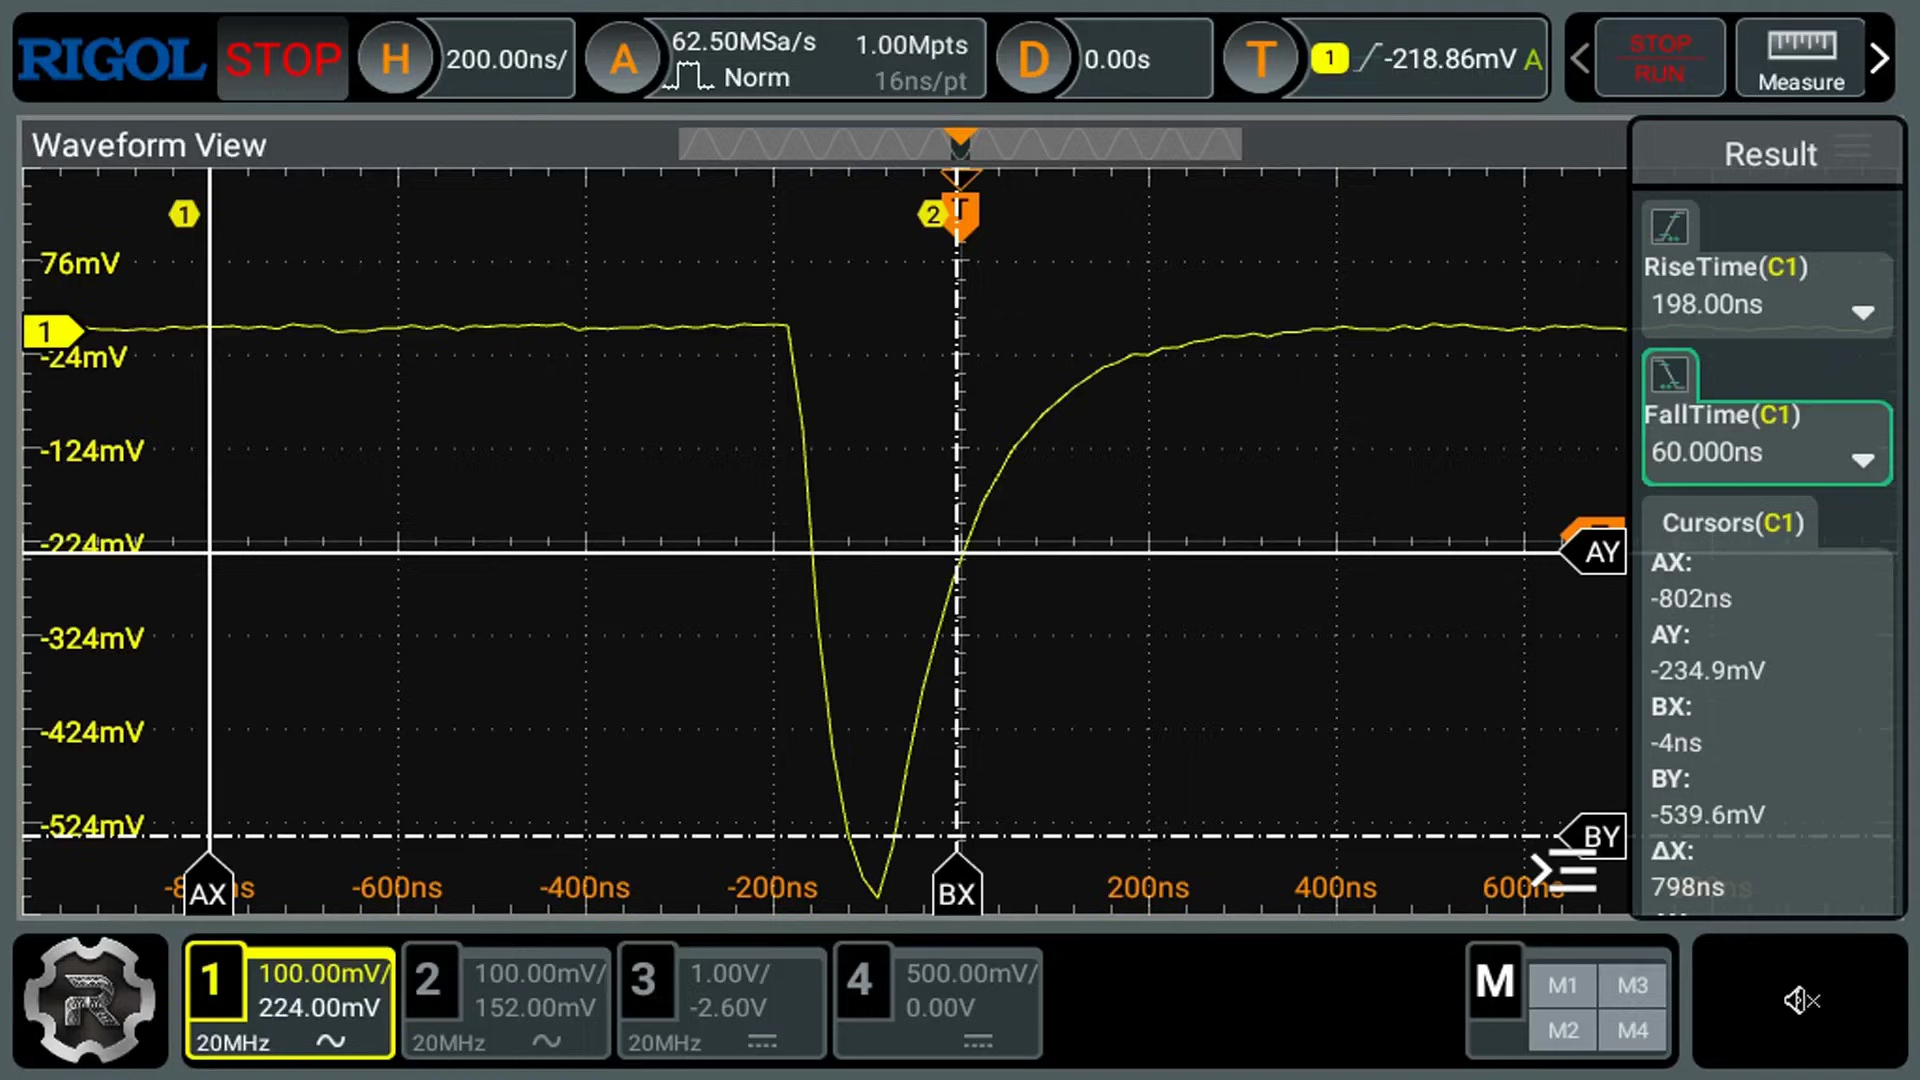 RIGOL STOP H 200.00ns/ A 62.50MSa/s 1.00Mpts D 0.00s T 1 -218.86mV A STOP Measure
Norm 16ns/pt RUN
Waveform View
Result
1 2 T
76mV
1
-24mV
-124mV
-224mV
-324mV
-424mV
-524mV
AY
BY
AX -600ns -400ns -200ns BX 200ns 400ns
RiseTime(C1)
198.00ns
FallTime(C1)
60.000ns
Cursors(C1)
AX:
-802ns
AY:
-234.9mV
BX:
-4ns
BY:
-539.6mV
ΔX:
798ns
1 100.00mV/ 2 100.00mV/ 3 1.00V/ 4 500.00mV/
224.00mV 152.00mV -2.60V 0.00V
20MHz 20MHz 20MHz
M M1 M3
M2 M4
R